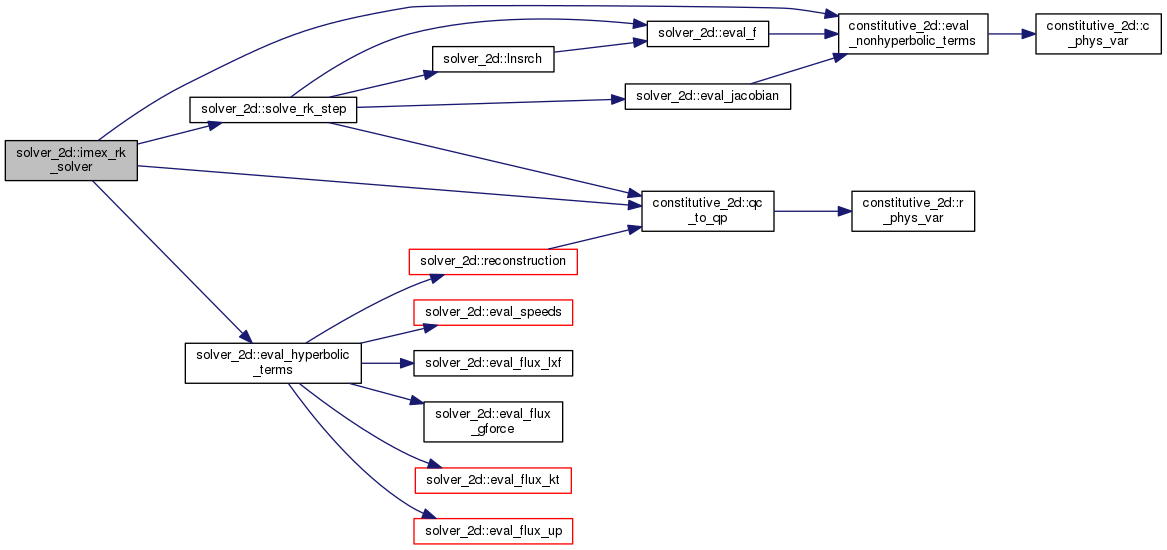 solver_2d::imex_rk
_solver
solver_2d::solve_rk_step
solver_2d::lnsrch
solver_2d::eval_f
solver_2d::eval_jacobian
constitutive_2d::eval
_nonhyperbolic_terms
constitutive_2d::c
_phys_var
constitutive_2d::qc
_to_qp
constitutive_2d::r
_phys_var
solver_2d::eval_hyperbolic
_terms
solver_2d::reconstruction
solver_2d::eval_speeds
solver_2d::eval_flux_lxf
solver_2d::eval_flux
_gforce
solver_2d::eval_flux_kt
solver_2d::eval_flux_up